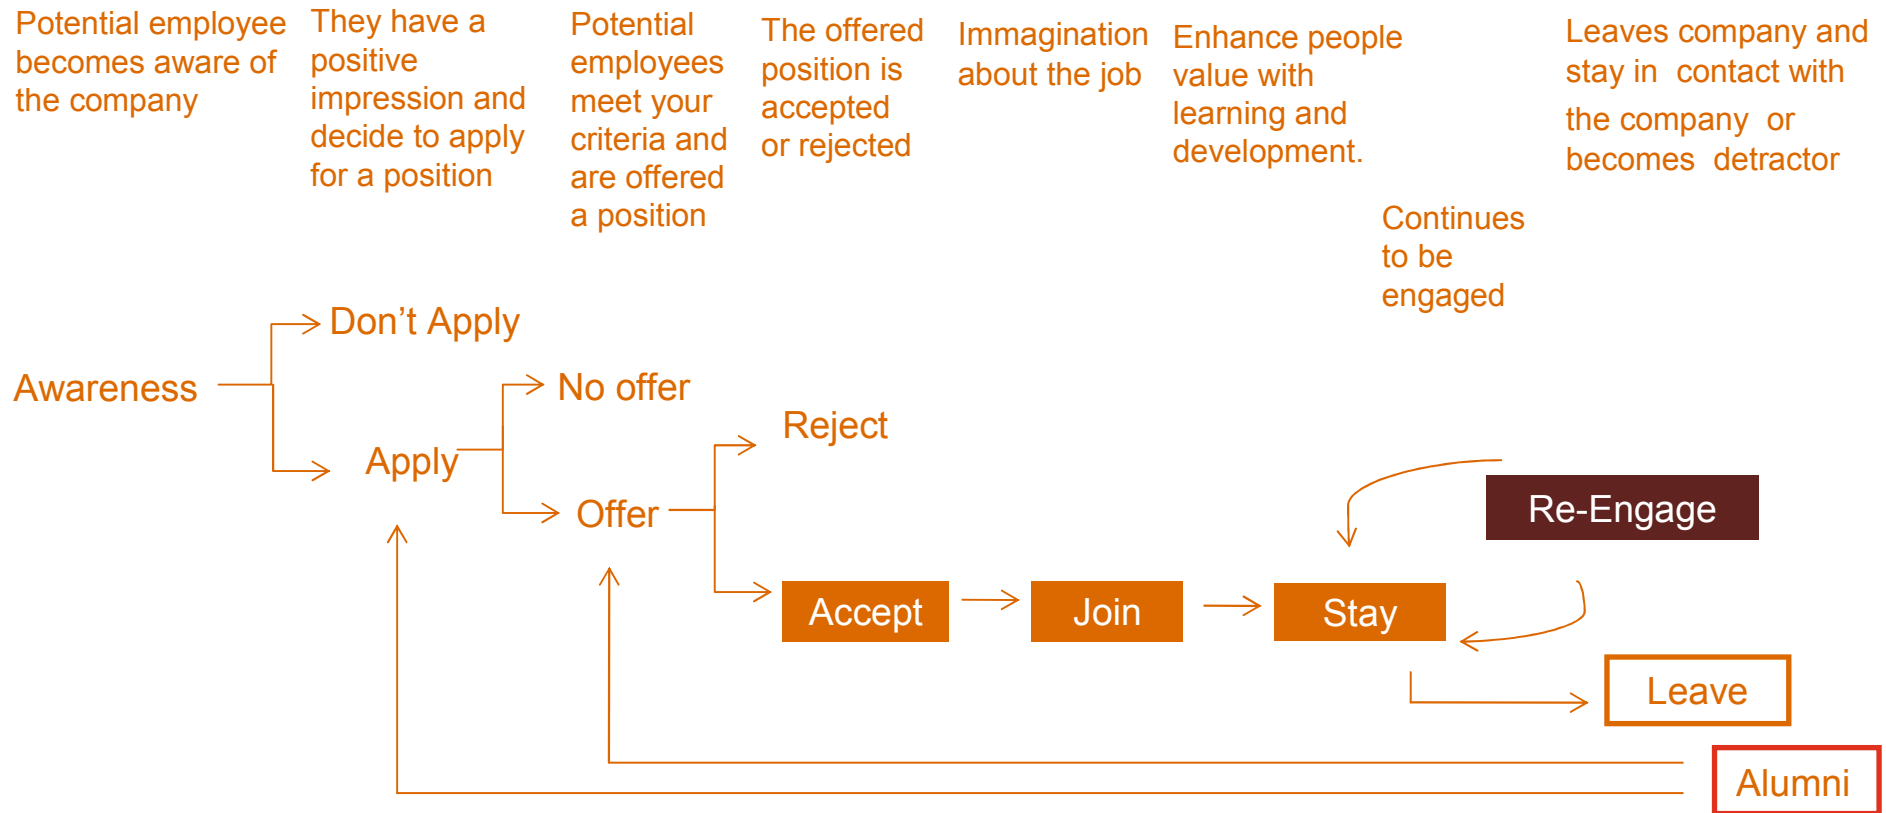 Potential employee
becomes aware of
the company
They have a
positive
impression and
decide to apply
for a position
Potential
employees
meet your
criteria and
are offered
a position
The offered
position is
accepted
or rejected
Immagination
about the job
Enhance people
value with
learning and
development.
Continues
to be
engaged
Leaves company and
stay in contact with
the company or
becomes detractor
Don’t Apply
Awareness
No offer
Apply
Reject
Offer
Re-Engage
Accept
Join
Stay
Leave
Alumni